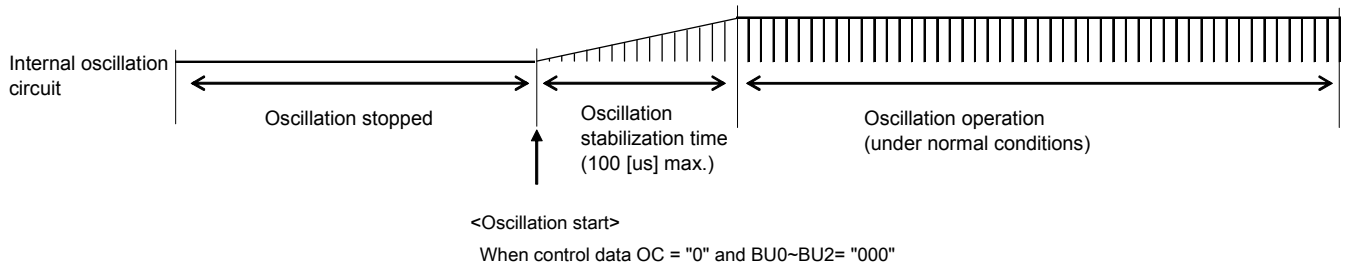 Internal oscillation
circuit
Oscillation stopped
Oscillation
stabilization time
(100 [us] max.)
Oscillation operation
(under normal conditions)
<Oscillation start>
When control data OC = "0" and BU0~BU2= "000"